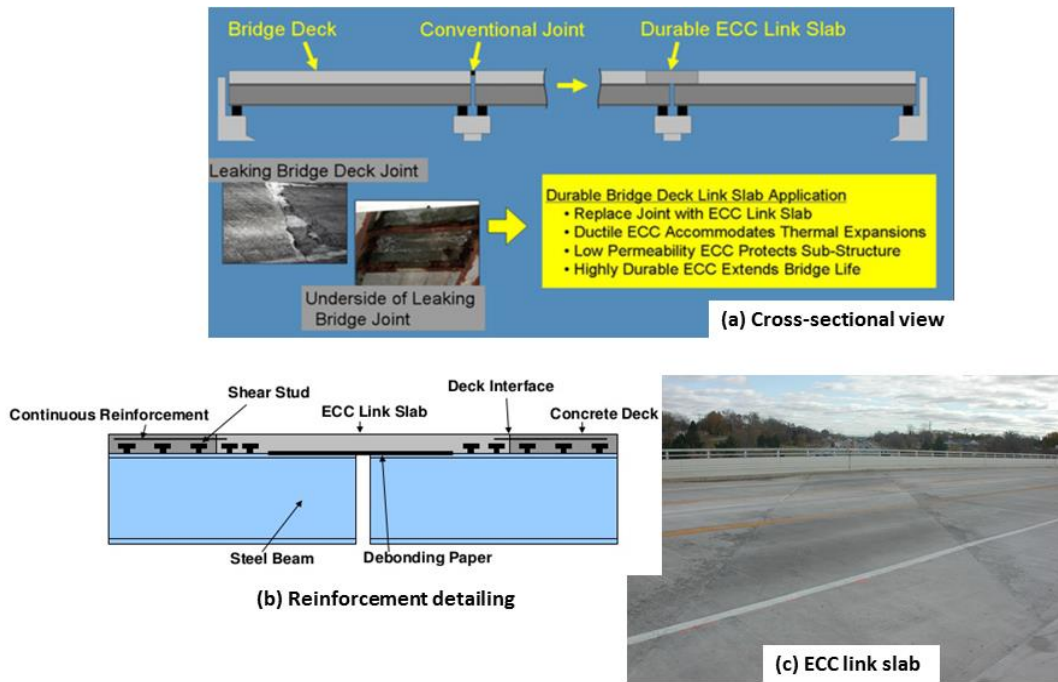 Bridge Deck
Conventional Joint
Durable ECC Link Slab
Leaking Bridge Deck Joint
Underside of Leaking
Bridge Joint
Durable Bridge Deck Link Slab Application
• Replace Joint with ECC Link Slab
• Ductile ECC Accommodates Thermal Expansions
• Low Permeability ECC Protects Sub-Structure
• Highly Durable ECC Extends Bridge Life
(a) Cross-sectional view
Continuous Reinforcement
Shear Stud
ECC Link Slab
Deck Interface
Concrete Deck
Steel Beam
Debonding Paper
(b) Reinforcement detailing
(c) ECC link slab